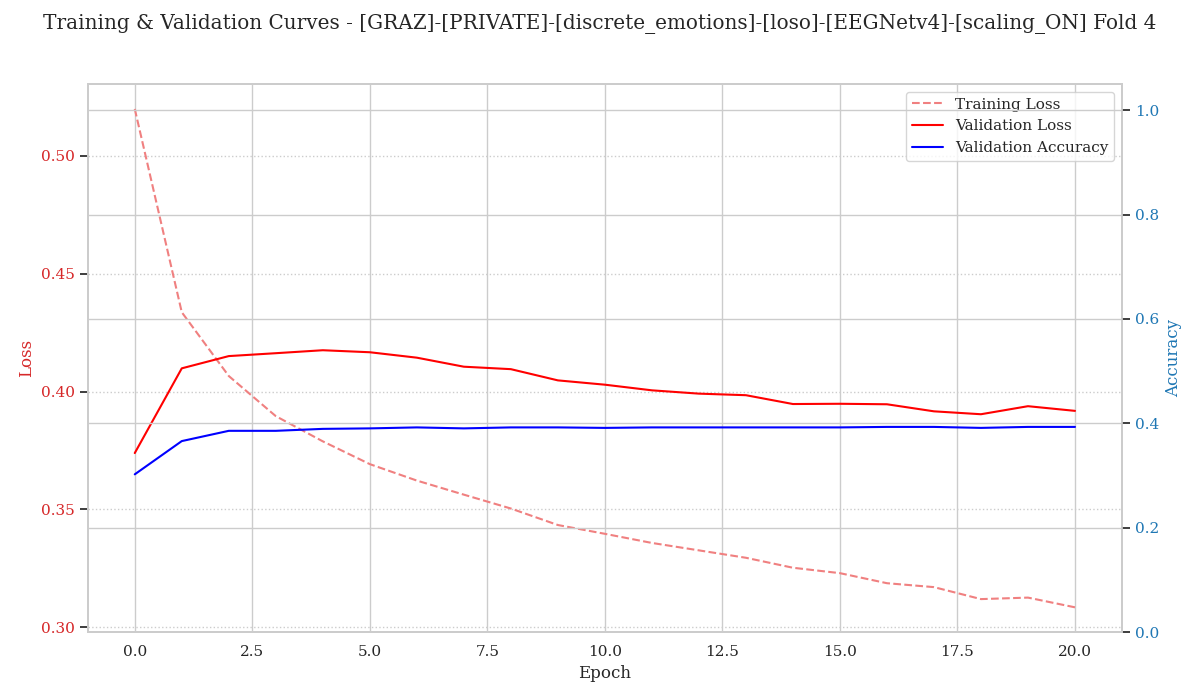 Training & Validation Curves - [GRAZ]-[PRIVATE]-[discrete_emotions]-[loso]-[EEGNetv4]-[scaling_ON] Fold 4
Training Loss
Validation Loss
Validation Accuracy
0.50
0.45
0.40
0.35
0.30
Loss
1.0
0.8
0.6
0.4
0.2
0.0
Accuracy
0.0 2.5 5.0 7.5 10.0 12.5 15.0 17.5 20.0
Epoch